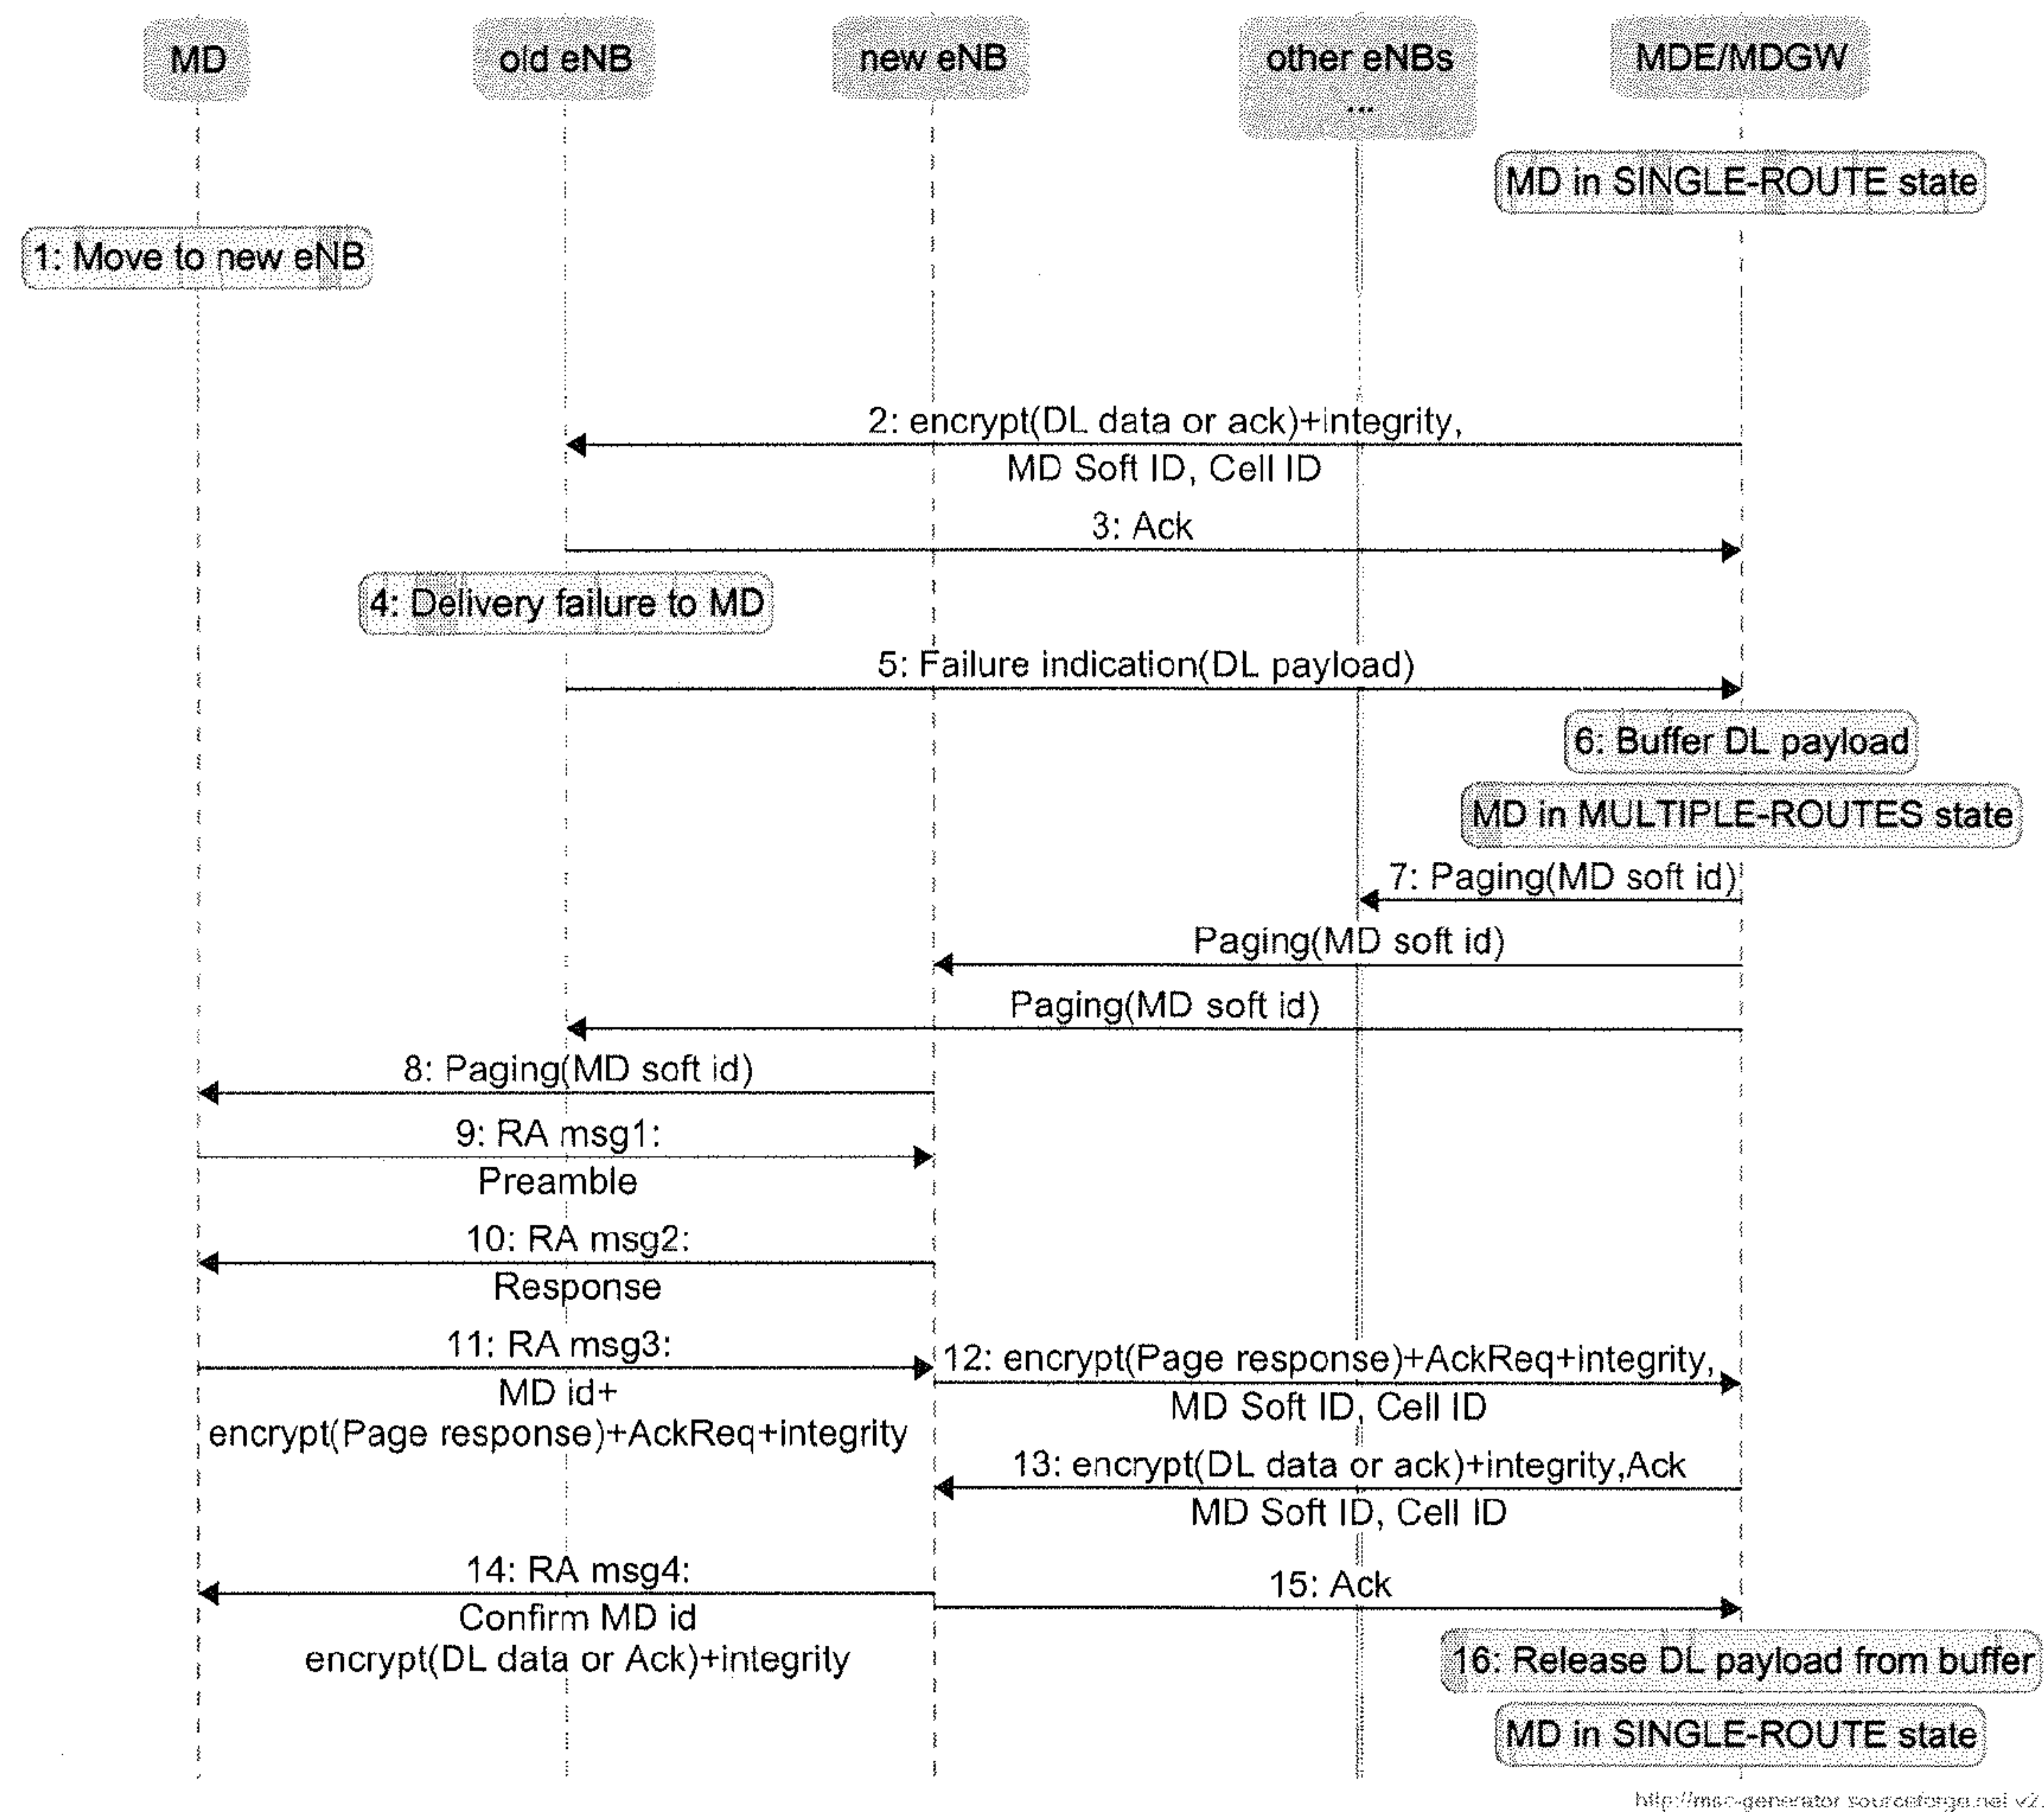 MD
old eNB
new eNB
other eNBs
...
MDE/MDGW
MD in SINGLE-ROUTE state
1: Move to new eNB
2: encrypt(DL data or ack)+integrity,
MD Soft ID, Cell ID
3: Ack
4: Delivery failure to MD
5: Failure indication(DL payload)
6: Buffer DL payload
MD in MULTIPLE-ROUTES state
7: Paging(MD soft id)
Paging(MD soft id)
Paging(MD soft id)
8: Paging(MD soft id)
9: RA msg1:
Preamble
10: RA msg2:
Response
11: RA msg3:
MD id+
encrypt(Page response)+AckReq+integrity
12: encrypt(Page response)+AckReq+integrity,
MD Soft ID, Cell ID
13: encrypt(DL data or ack)+integrity,Ack
MD Soft ID, Cell ID
14: RA msg4:
Confirm MD id
encrypt(DL data or Ack)+integrity
15: Ack
16: Release DL payload from buffer
MD in SINGLE-ROUTE state
http://msc-generator.sourceforge.net v2